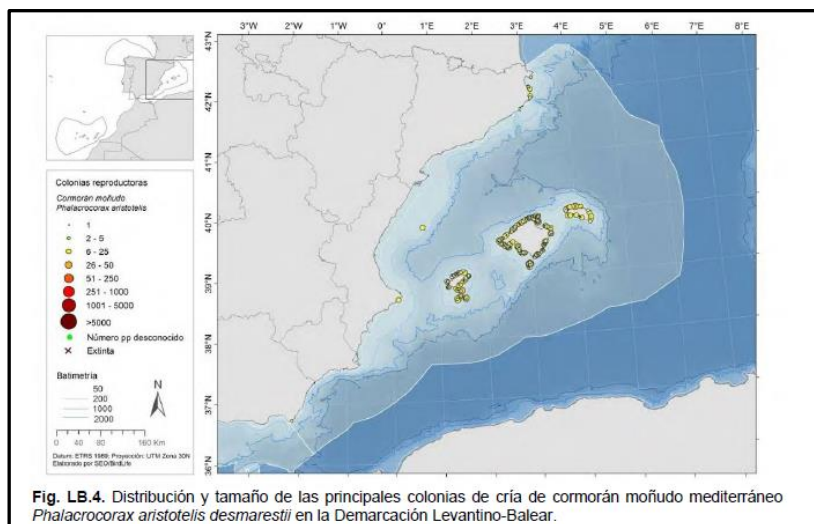 3°W 2°W 0° 1°E 2°E 3°E 4°E 5°E 6°E 7°E 8°E
43°N
42°N
41°N
40°N
39°N
38°N
37°N
36°N
Colonias reproductoras
Cormorán moñudo
Phalacrocorax aristotelis
1
2 - 5
6 - 25
26 - 50
51 - 250
251 - 1000
1001 - 5000
>5000
Número pp desconocido
Extinta
Batimetría
50
200
1000
2000
N
0 40 80 160 Km
Datum: ETRS 1989. Proyección: UTM Zona 30N
Elaborado por SEO/BirdLife
Fig. LB.4. Distribución y tamaño de las principales colonias de cría de cormorán moñudo mediterráneo
Phalacrocorax aristotelis desmarestii en la Demarcación Levantino-Balear.